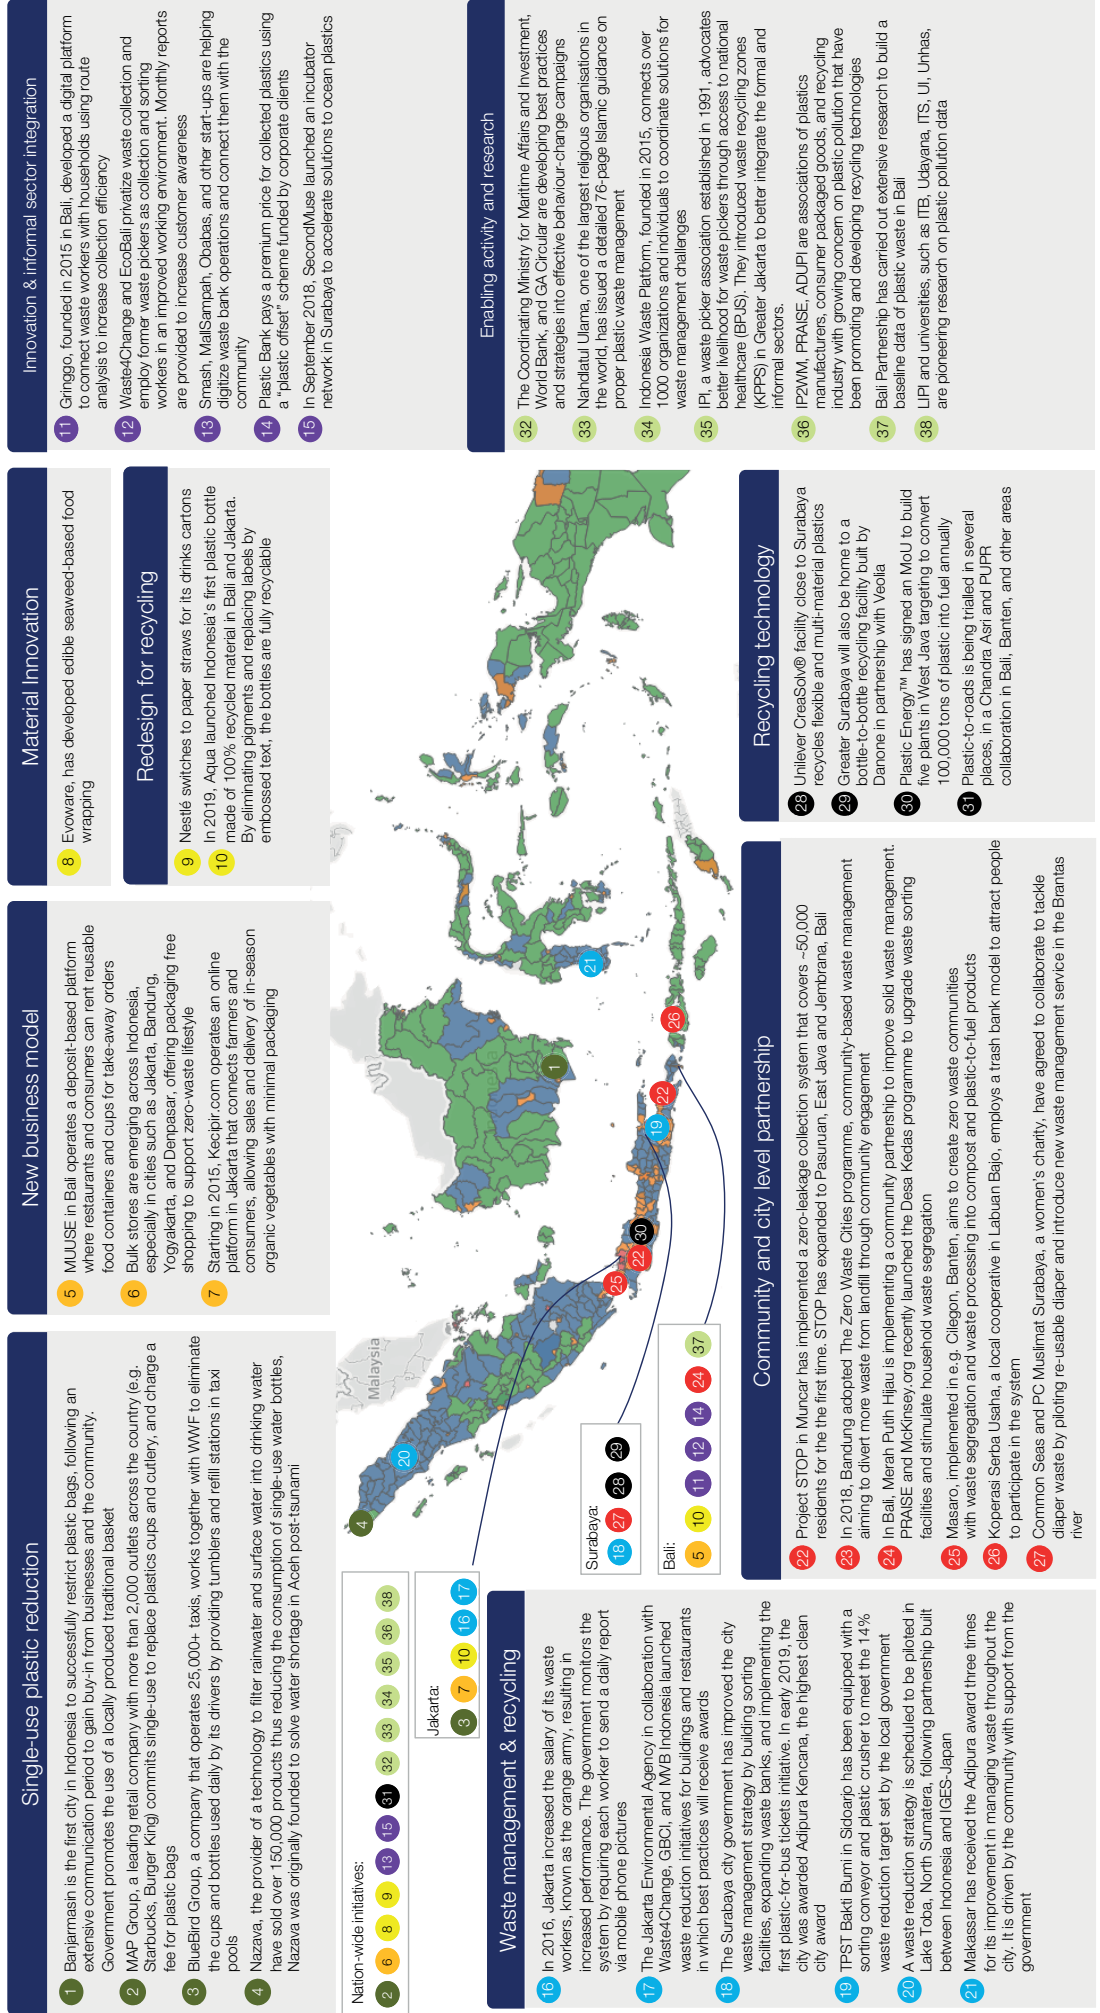 Single-use plastic reduction
1 Banjarmasin is the first city in Indonesia to successfully restrict plastic bags, following an
extensive communication period to gain buy-in from businesses and the community.
Government promotes the use of a locally produced traditional basket
2 MAP Group, a leading retail company with more than 2,000 outlets across the country (e.g.
Starbucks, Burger King) commits single-use to replace plastics cups and cutlery, and charge a
fee for plastic bags
3 BlueBird Group, a company that operates 25,000+ taxis, works together with WWF to eliminate
the cups and bottles used daily by its drivers by providing tumblers and refill stations in taxi
pools
4 Nazava, the provider of a technology to filter rainwater and surface water into drinking water
have sold over 150,000 products thus reducing the consumption of single-use water bottles,
Nazava was originally founded to solve water shortage in Aceh post-tsunami
New business model
5 MUUSE in Bali operates a deposit-based platform
where restaurants and consumers can rent reusable
food containers and cups for take-away orders
6 Bulk stores are emerging across Indonesia,
especially in cities such as Jakarta, Bandung,
Yogyakarta, and Denpasar, offering packaging free
shopping to support zero-waste lifestyle
7 Starting in 2015, Kecipir.com operates an online
platform in Jakarta that connects farmers and
consumers, allowing sales and delivery of in-season
organic vegetables with minimal packaging
Material Innovation
8 Evoware, has developed edible seaweed-based food
wrapping
Redesign for recycling
9 Nestlé switches to paper straws for its drinks cartons
10 In 2019, Aqua launched Indonesia's first plastic bottle
made of 100% recycled material in Bali and Jakarta.
By eliminating pigments and replacing labels by
embossed text, the bottles are fully recyclable
Innovation & informal sector integration
11 Gringgo, founded in 2015 in Bali, developed a digital platform
to connect waste workers with households using route
analysis to increase collection efficiency
12 Waste4Change and EcoBali privatize waste collection and
employ former waste pickers as collection and sorting
workers in an improved working environment. Monthly reports
are provided to increase customer awareness
13 Smash, MallSampah, Obabas, and other start-ups are helping
digitize waste bank operations and connect them with the
community
14 Plastic Bank pays a premium price for collected plastics using
a “plastic offset” scheme funded by corporate clients
15 In September 2018, SecondMuse launched an incubator
network in Surabaya to accelerate solutions to ocean plastics
Nation-wide initiatives:
2 6 8 9 13 15 31 32 33 34 35 36 38
Jakarta:
3 7 10 16 17
Surabaya:
18 27 28 29
Bali:
5 10 11 12 14 24 37
Malaysia
4
20
25
22
30
19
22
26
1
21
Waste management & recycling
16 In 2016, Jakarta increased the salary of its waste
workers, known as the orange army, resulting in
increased performance. The government monitors the
system by requiring each worker to send a daily report
via mobile phone pictures
17 The Jakarta Environmental Agency in collaboration with
Waste4Change, GBCI, and MVB Indonesia launched
waste reduction initiatives for buildings and restaurants
in which best practices will receive awards
18 The Surabaya city government has improved the city
waste management strategy by building sorting
facilities, expanding waste banks, and implementing the
first plastic-for-bus tickets initiative. In early 2019, the
city was awarded Adipura Kencana, the highest clean
city award
19 TPST Bakti Bumi in Sidoario has been equipped with a
sorting conveyor and plastic crusher to meet the 14%
waste reduction target set by the local government
20 A waste reduction strategy is scheduled to be piloted in
Lake Toba, North Sumatera, following partnership built
between Indonesia and IGES-Japan
21 Makassar has received the Adipura award three times
for its improvement in managing waste throughout the
city. It is driven by the community with support from the
government
Community and city level partnership
22 Project STOP in Muncar has implemented a zero-leakage collection system that covers ~50,000
residents for the the first time. STOP has expanded to Pasuruan, East Java and Jembrana, Bali
23 In 2018, Bandung adopted The Zero Waste Cities programme, community-based waste management
aiming to divert more waste from landfill through community engagement
24 In Bali, Merah Putih Hijau is implementing a community partnership to improve solid waste management.
PRAISE and McKinsey.org recently launched the Desa Kedas programme to upgrade waste sorting
facilities and stimulate household waste segregation
25 Masaro, implemented in e.g. Cilegon, Banten, aims to create zero waste communities
with waste segregation and waste processing into compost and plastic-to-fuel products
26 Koperasi Serba Usaha, a local cooperative in Labuan Bajo, employs a trash bank model to attract people
to participate in the system
27 Common Seas and PC Muslimat Surabaya, a women's charity, have agreed to collaborate to tackle
diaper waste by piloting re-usable diaper and introduce new waste management service in the Brantas
river
Recycling technology
28 Unilever CreaSolv® facility close to Surabaya
recycles flexible and multi-material plastics
29 Greater Surabaya will also be home to a
bottle-to-bottle recycling facility built by
Danone in partnership with Veolia
30 Plastic Energy™ has signed an MoU to build
five plants in West Java targeting to convert
100,000 tons of plastic into fuel annually
31 Plastic-to-roads is being trialled in several
places, in a Chandra Asri and PUPR
collaboration in Bali, Banten, and other areas
Enabling activity and research
32 The Coordinating Ministry for Maritime Affairs and Investment,
World Bank, and GA Circular are developing best practices
and strategies into effective behaviour-change campaigns
33 Nahdlatul Ulama, one of the largest religious organisations in
the world, has issued a detailed 76-page Islamic guidance on
proper plastic waste management
34 Indonesia Waste Platform, founded in 2015, connects over
1000 organizations and individuals to coordinate solutions for
waste management challenges
35 IPI, a waste picker association established in 1991, advocates
better livelihood for waste pickers through access to national
healthcare (BPJS). They introduced waste recycling zones
(KPPS) in Greater Jakarta to better integrate the formal and
informal sectors.
36 IP2WM, PRAISE, ADUPI are associations of plastics
manufacturers, consumer packaged goods, and recycling
industry with growing concern on plastic pollution that have
been promoting and developing recycling technologies
37 Bali Partnership has carried out extensive research to build a
baseline data of plastic waste in Bali
38 LIPI and universities, such as ITB, Udayana, ITS, UI, Unhas,
are pioneering research on plastic pollution data